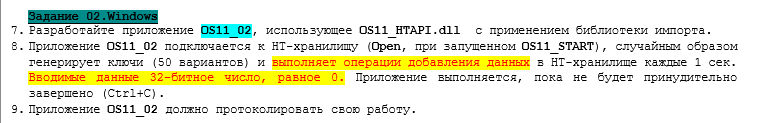 Задание 02.Windows
7. Разработайте приложение OS11_02, использующее OS11_HTAPI.dll с применением библиотеки импорта.
8. Приложение OS11_02 подключается к HT-хранилищу (Open, при запущенном OS11_START), случайным образом
генерирует ключи (50 вариантов) и выполняет операции добавления данных в HT-хранилище каждые 1 сек.
Вводимые данные 32-битное число, равное 0. Приложение выполняется, пока не будет принудительно
завершено (Ctrl+C).
9. Приложение OS11_02 должно протоколировать свою работу.